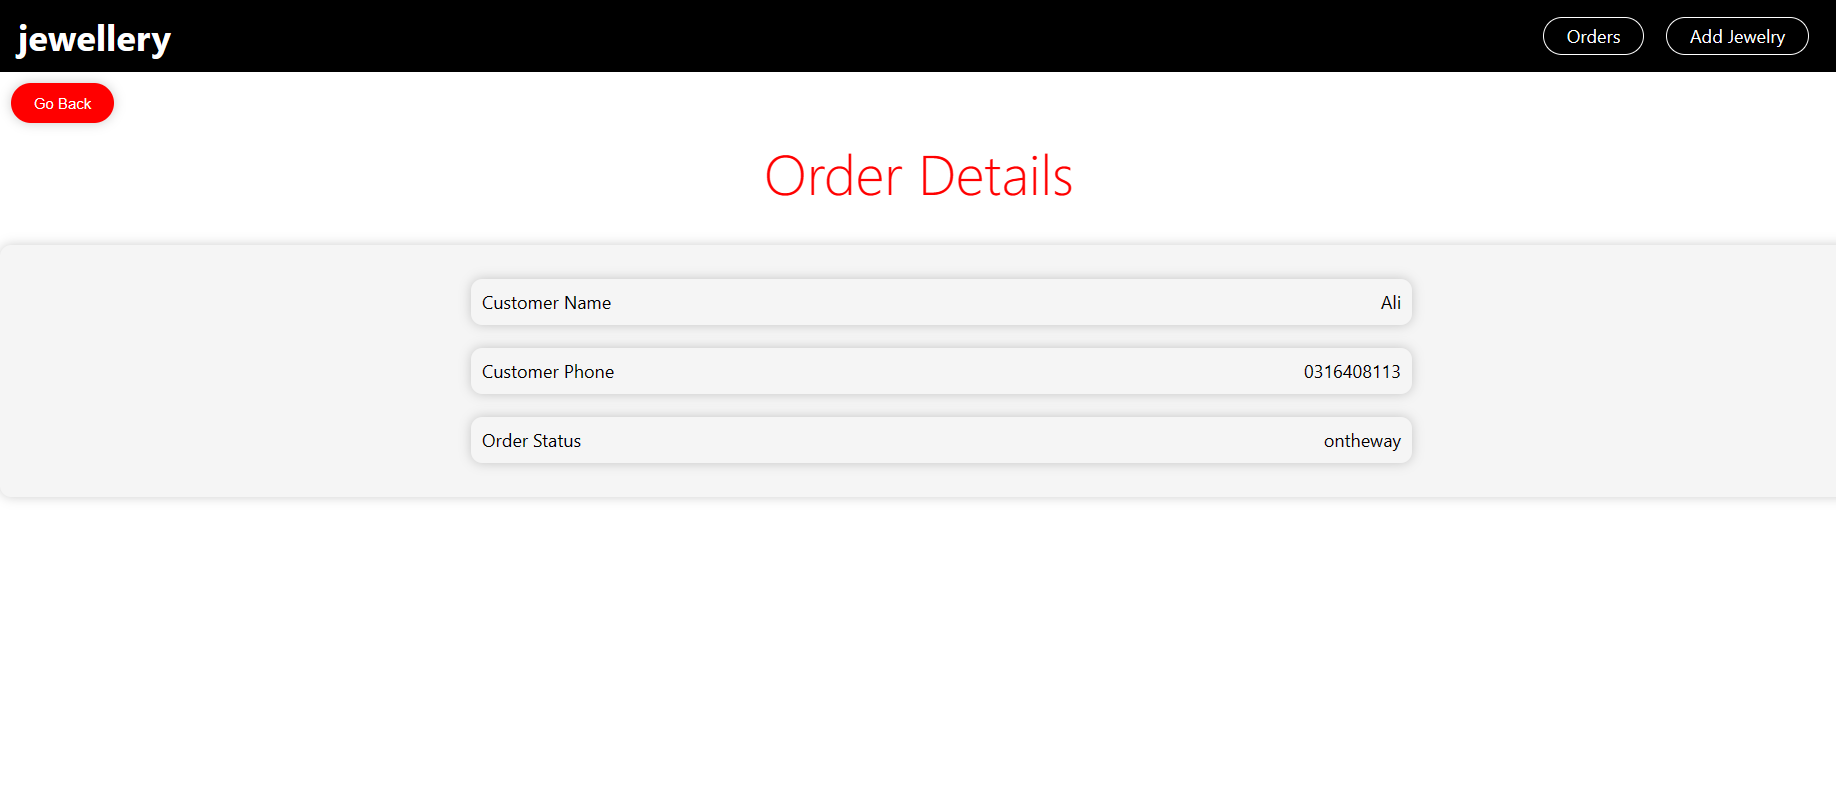 jewellery
Orders
Add Jewelry
Go Back
Order Details
Customer Name Ali
Customer Phone 0316408113
Order Status ontheway